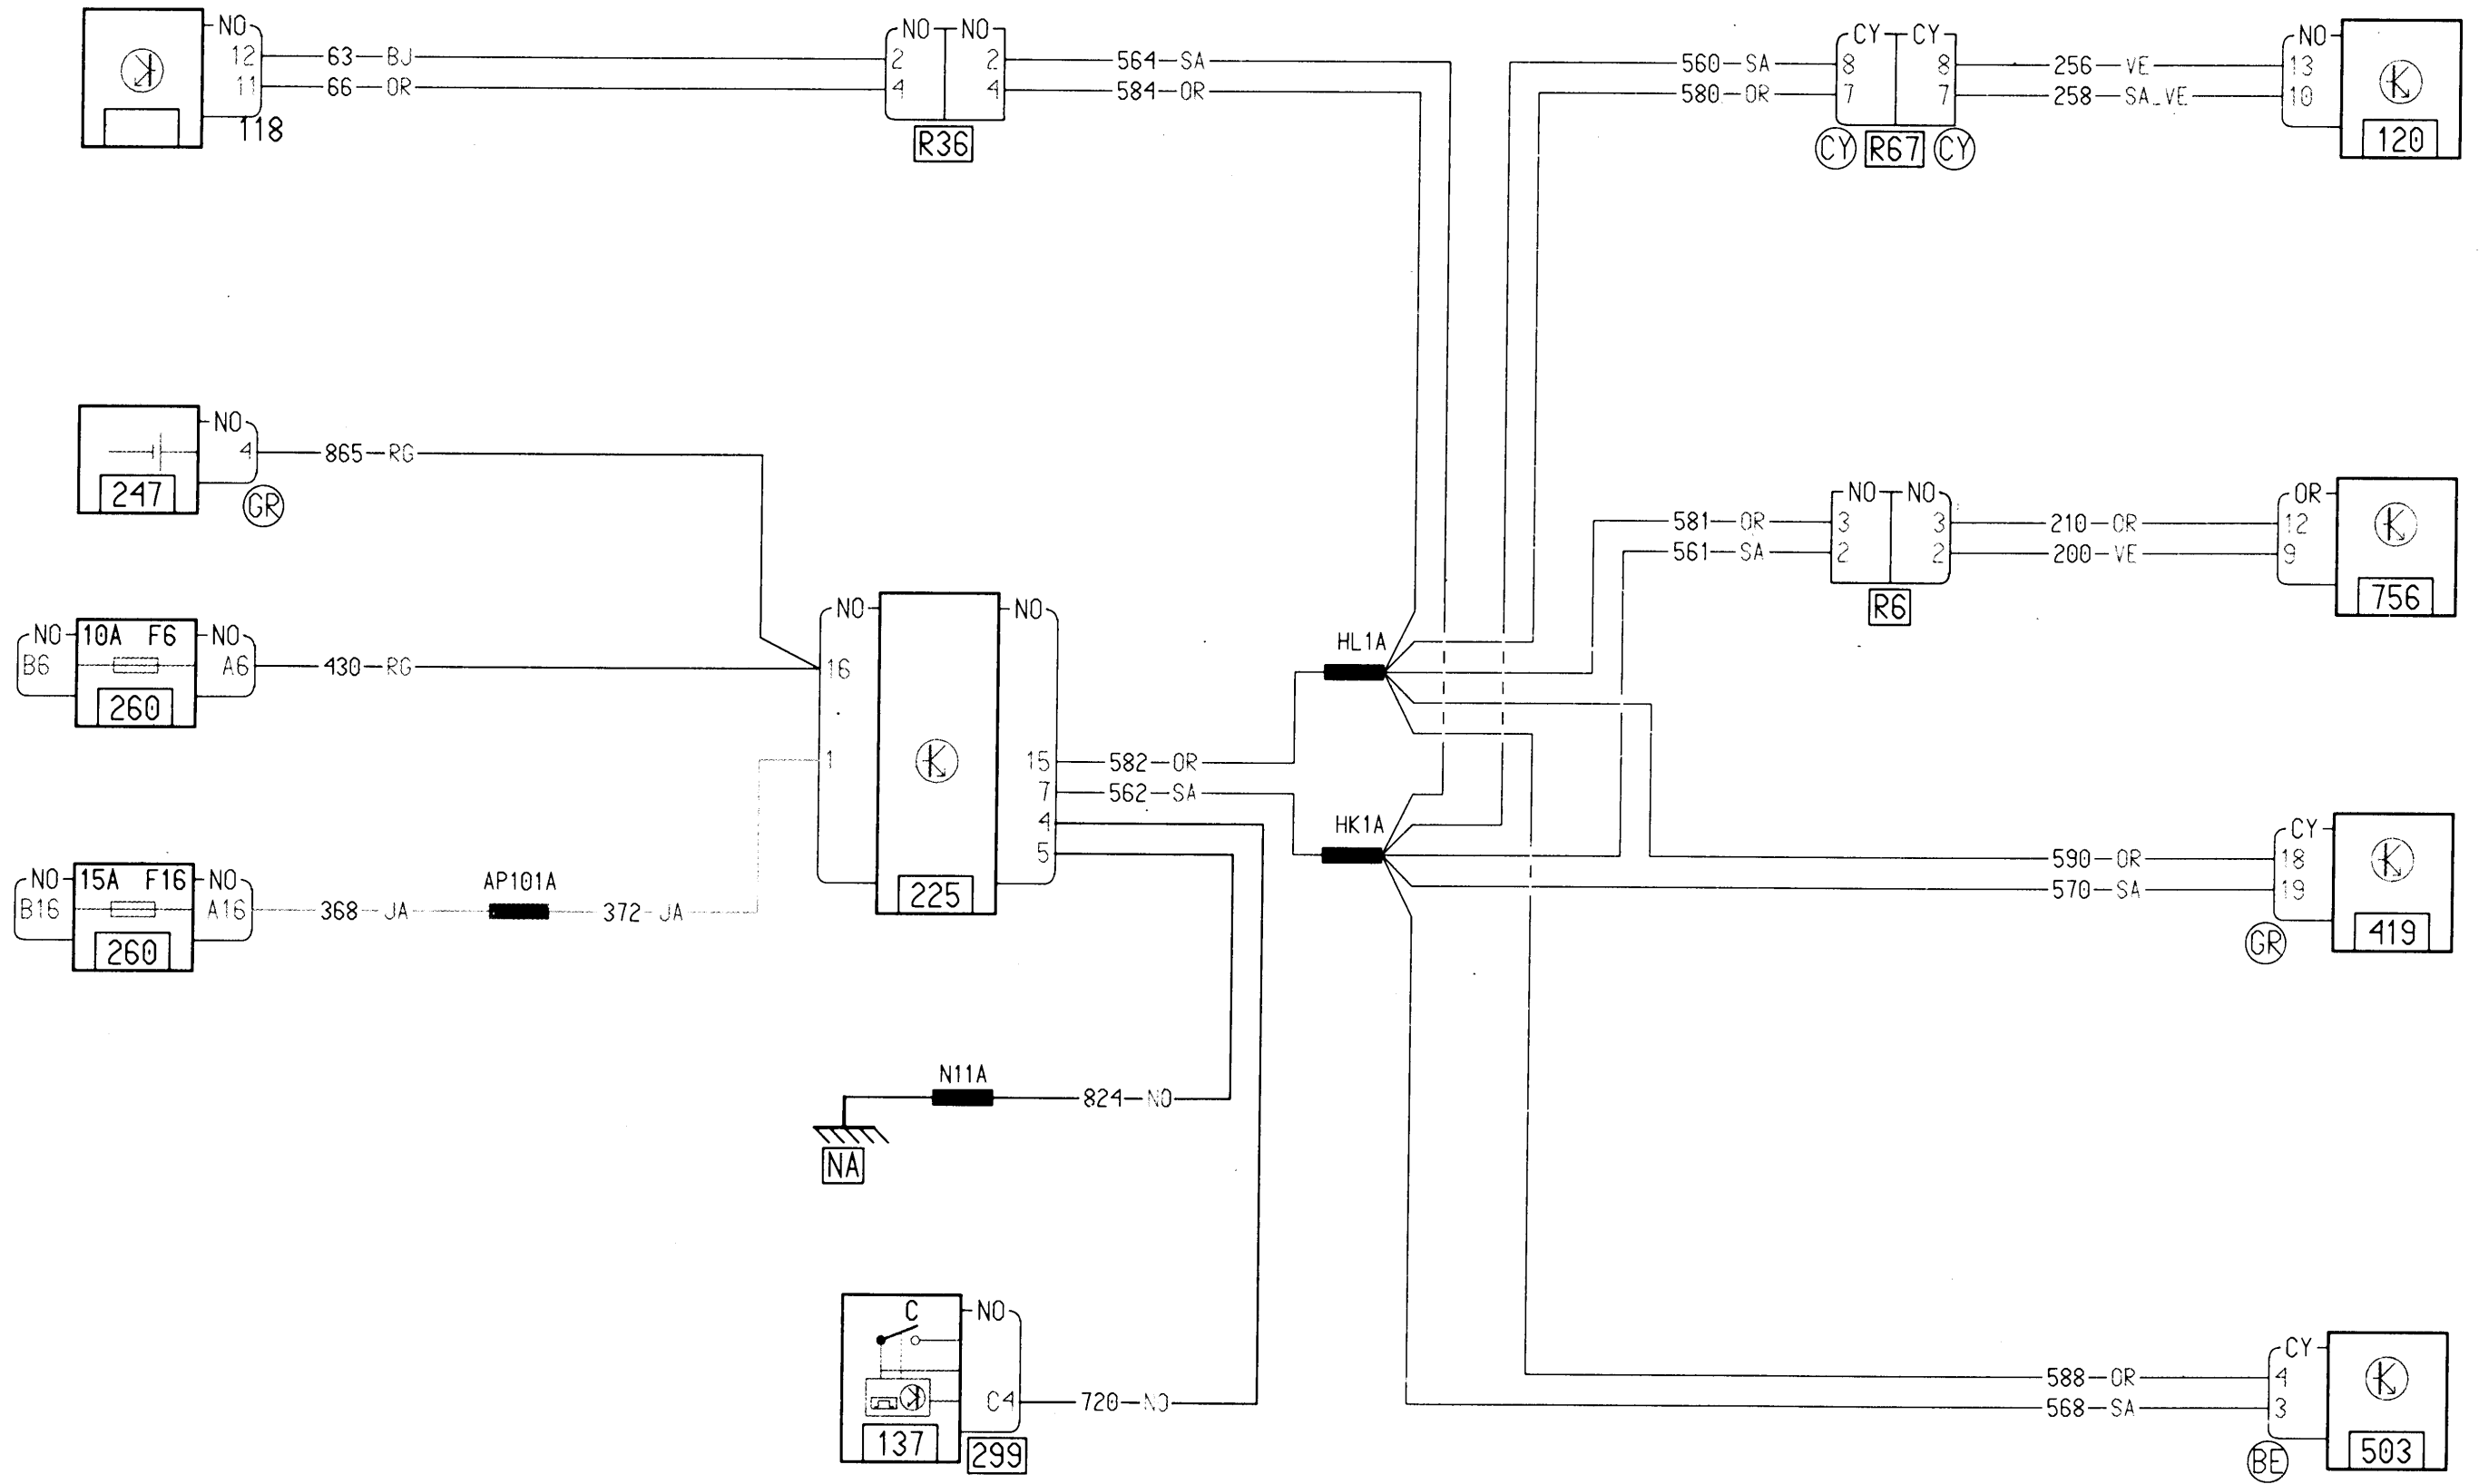 NO
12 63 BJ
11 66 OR
118
NO NO
2 2 564 SA
4 4 584 OR
R36
560 SA
580 OR
CY CY
8 8 256 VE
7 7 258 SA_VE
CY R67 CY
NO
13
10
120
NO
4 865 RG
247
GR
581 OR
561 SA
NO NO
3 3 210 OR
2 2 200 VE
R6
OR
12
9
756
NO 10A F6 NO
B6 A6 430 RG
260
NO
16
1
225
NO
15 582 OR
7 562 SA
4
5
HL1A
HK1A
NO 15A F16 NO
B16 A16 368 JA
AP101A
372 JA
260
590 OR
570 SA
CY
18
19
419
GR
N11A
824 NO
NA
C
NO
C4 720 NO
137
299
588 OR
568 SA
CY
4
3
503
BE